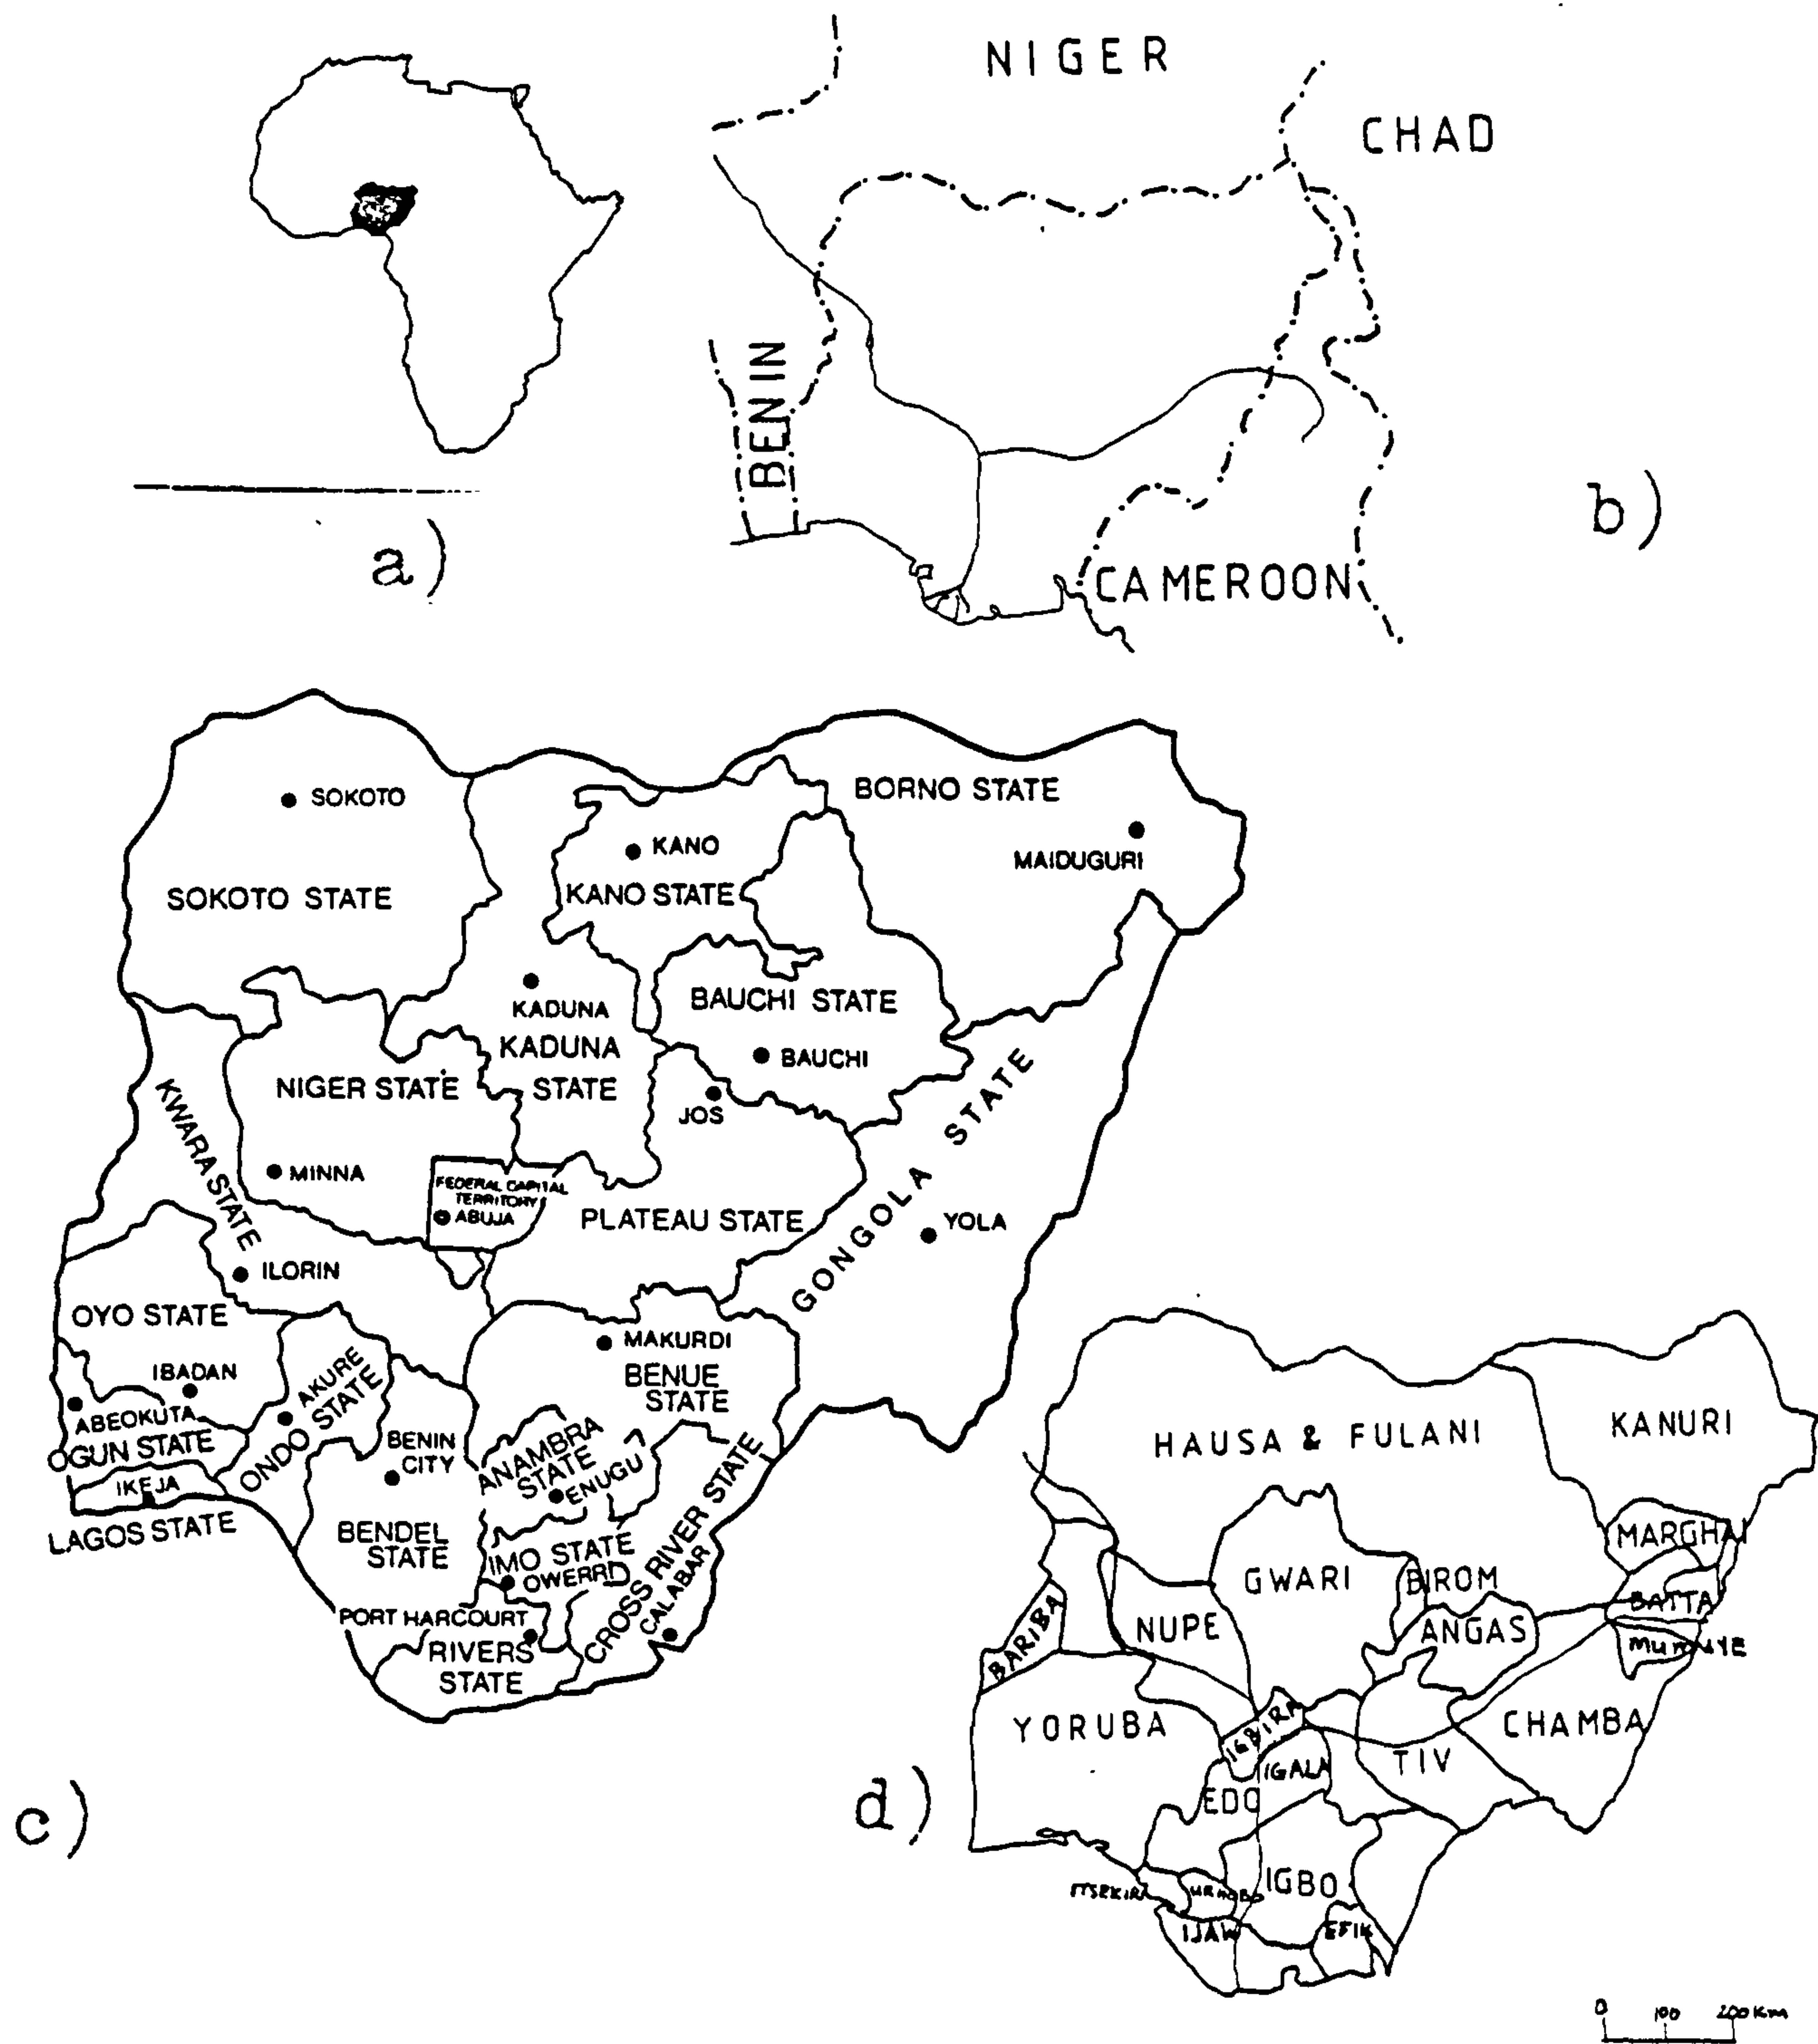 NIGER
CHAD
BENIN
CAMEROON
a)
b)
SOKOTO
SOKOTO STATE
KANO
KANO STATE
BORNO STATE
MAIDUGURI
KADUNA
KADUNA
STATE
BAUCHI STATE
BAUCHI
NIGER STATE
MINNA
JOS
KWARA STATE
FEDERAL CAPITAL
TERRITORY
ABUJA
PLATEAU STATE
GONGOLA STATE
YOLA
ILORIN
OYO STATE
IBADAN
MAKURDI
BENUE
STATE
AKURE
ONDO STATE
ABEOKUTA
OGUN STATE
IKEJA
LAGOS STATE
BENIN
CITY
BENDEL
STATE
ANAMBRA
STATE
ENUGU
IMO STATE
OWERRD
CROSS RIVER STATE
CALABAR
PORT HARCOURT
RIVERS
STATE
c)
HAUSA & FULANI
KANURI
MARGHAI
GWARI
BIROM
BATTA
NUPE
ANGAS
MUMUYE
BARIBA
YORUBA
IGBIRA
CHAMBA
TIV
IGALA
EDO
IGBO
ITSEKIRI
URHOBO
IJAW
EFIK
d)
0 100 200Km